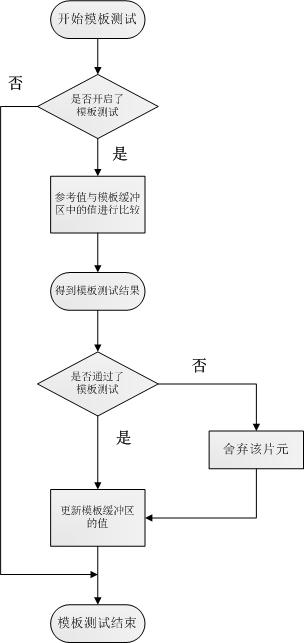 开始模板测试
否
是否开启了
模板测试
是
参考值与模板缓冲
区中的值进行比较
得到模板测试结果
是否通过了
模板测试
否
是
舍弃该片元
更新模板缓冲区
的值
模板测试结束